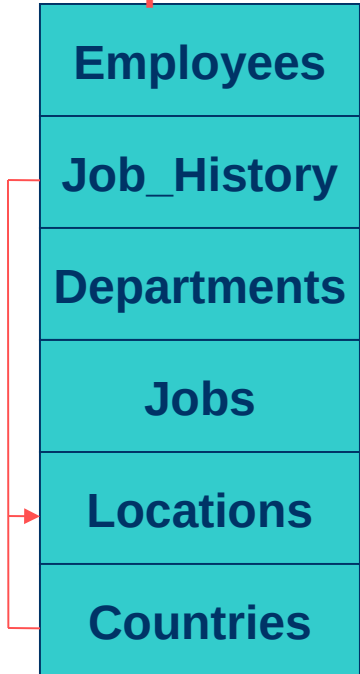 Employees
Job_History
Departments
Jobs
Locations
Countries